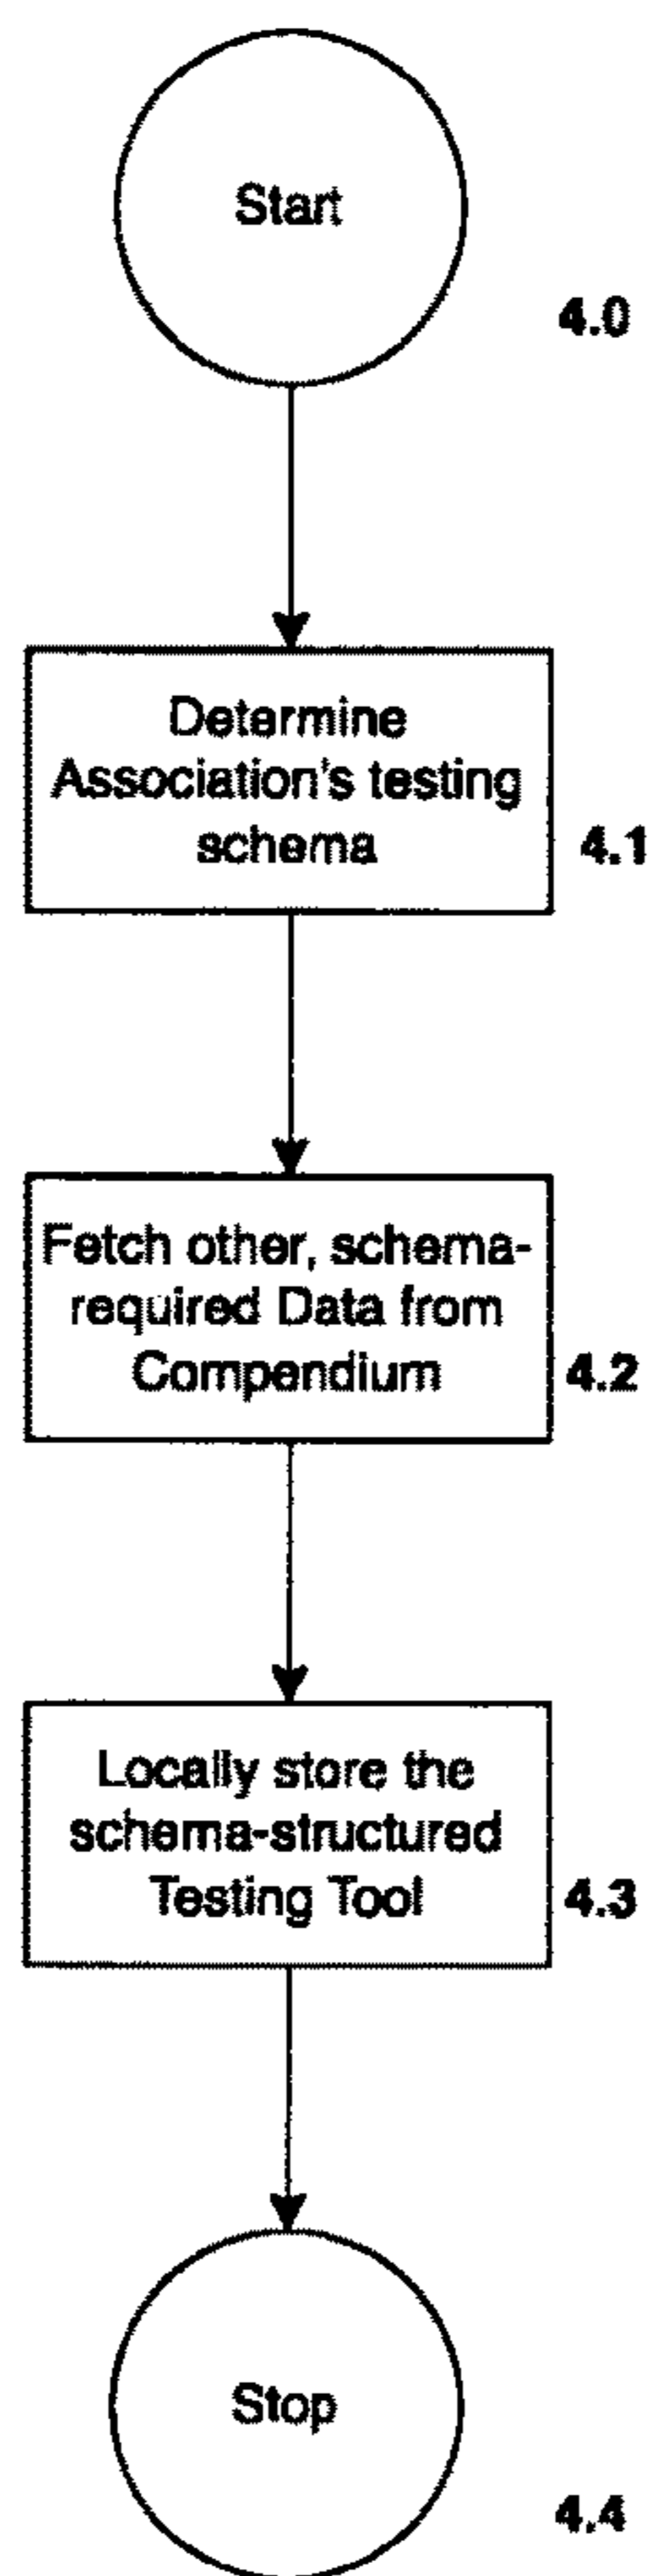 Start
4.0
Determine
Association's testing
schema
4.1
Fetch other, schema-
required Data from
Compendium
4.2
Locally store the
schema-structured
Testing Tool
4.3
Stop
4.4